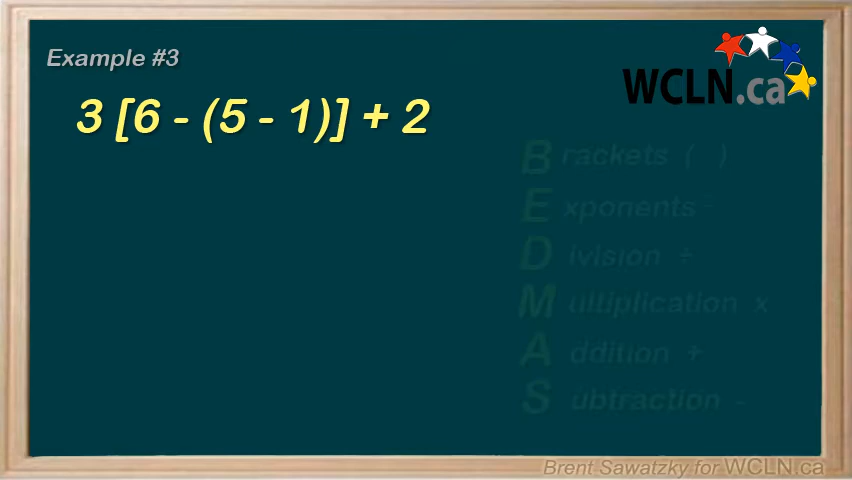 Example #3
WCLN.ca
3 [6 - (5 - 1)] + 2
Brackets ( )
Exponents
Division ÷
Multiplication x
Addition +
Subtraction -
Brent Sawatzky for WCLN.ca